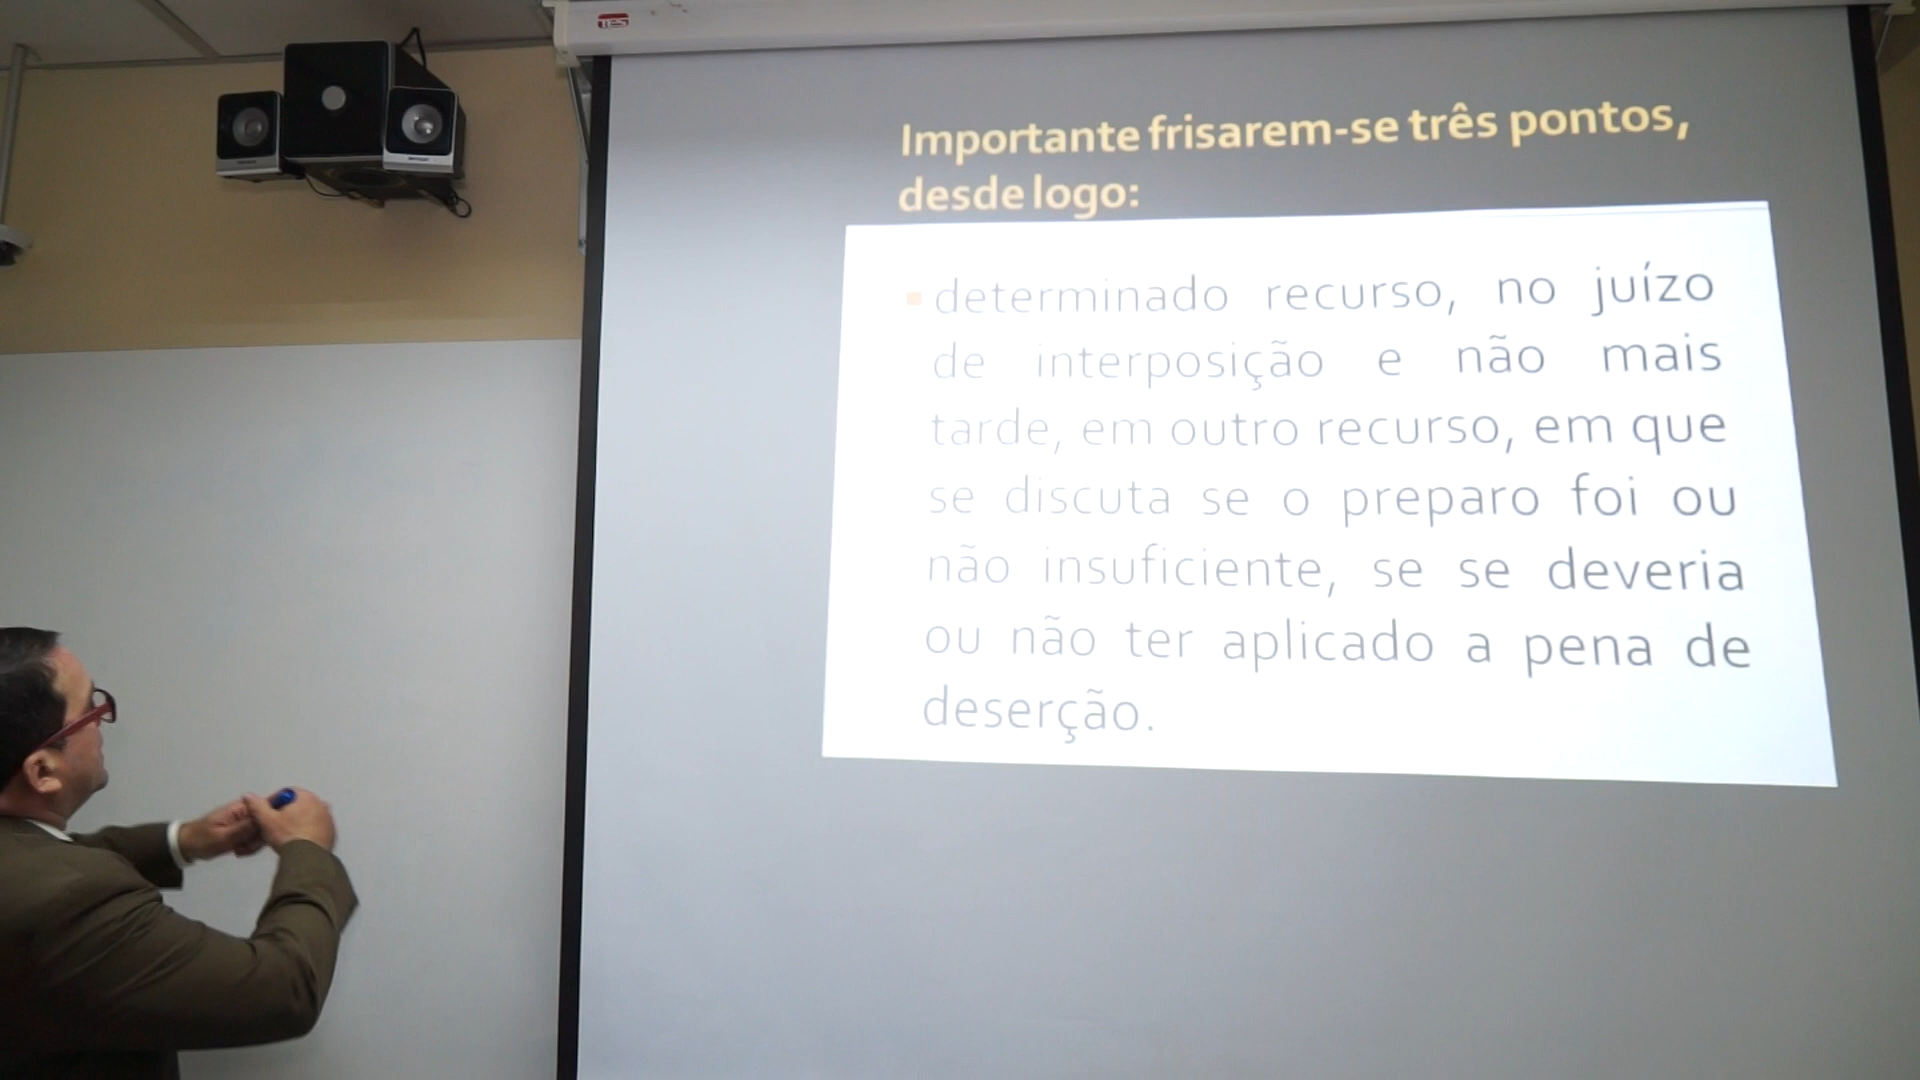 TES
Importante frisarem-se três pontos,
desde logo:
determinado recurso, no juízo
de interposição e não mais
tarde, em outro recurso, em que
se discuta se o preparo foi ou
não insuficiente, se se deveria
ou não ter aplicado a pena de
deserção.